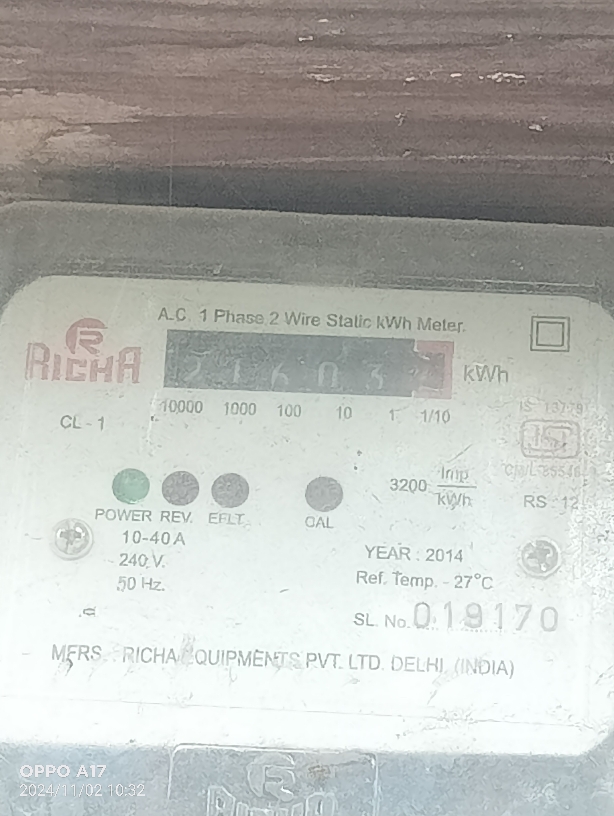 A.C. 1 Phase 2 Wire Static kWh Meter.
RICHA
2 1 6 0 3
kWh
10000 1000 100 10 1 1/10
CL - 1
IS 13779
ISI
3200 Imp/kWh
RS : 12
POWER REV. EFLT. CAL
10-40 A
240 V.
50 Hz.
YEAR : 2014
Ref. Temp. - 27°C
SL. No. 019170
MFRS. RICHA EQUIPMENTS PVT. LTD. DELHI. (INDIA)
RICHA
OPPO A17
2024/11/02 10:32